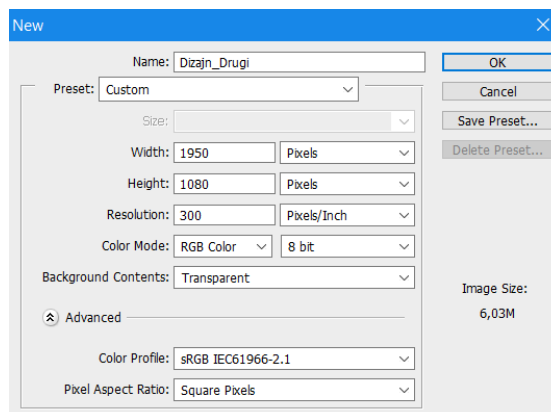 New
Name: Dizajn_Drugi
OK
Preset: Custom
Cancel
Size:
Save Preset...
Width: 1950 Pixels
Delete Preset...
Height: 1080 Pixels
Resolution: 300 Pixels/Inch
Color Mode: RGB Color 8 bit
Background Contents: Transparent
Image Size:
6,03M
Advanced
Color Profile: sRGB IEC61966-2.1
Pixel Aspect Ratio: Square Pixels